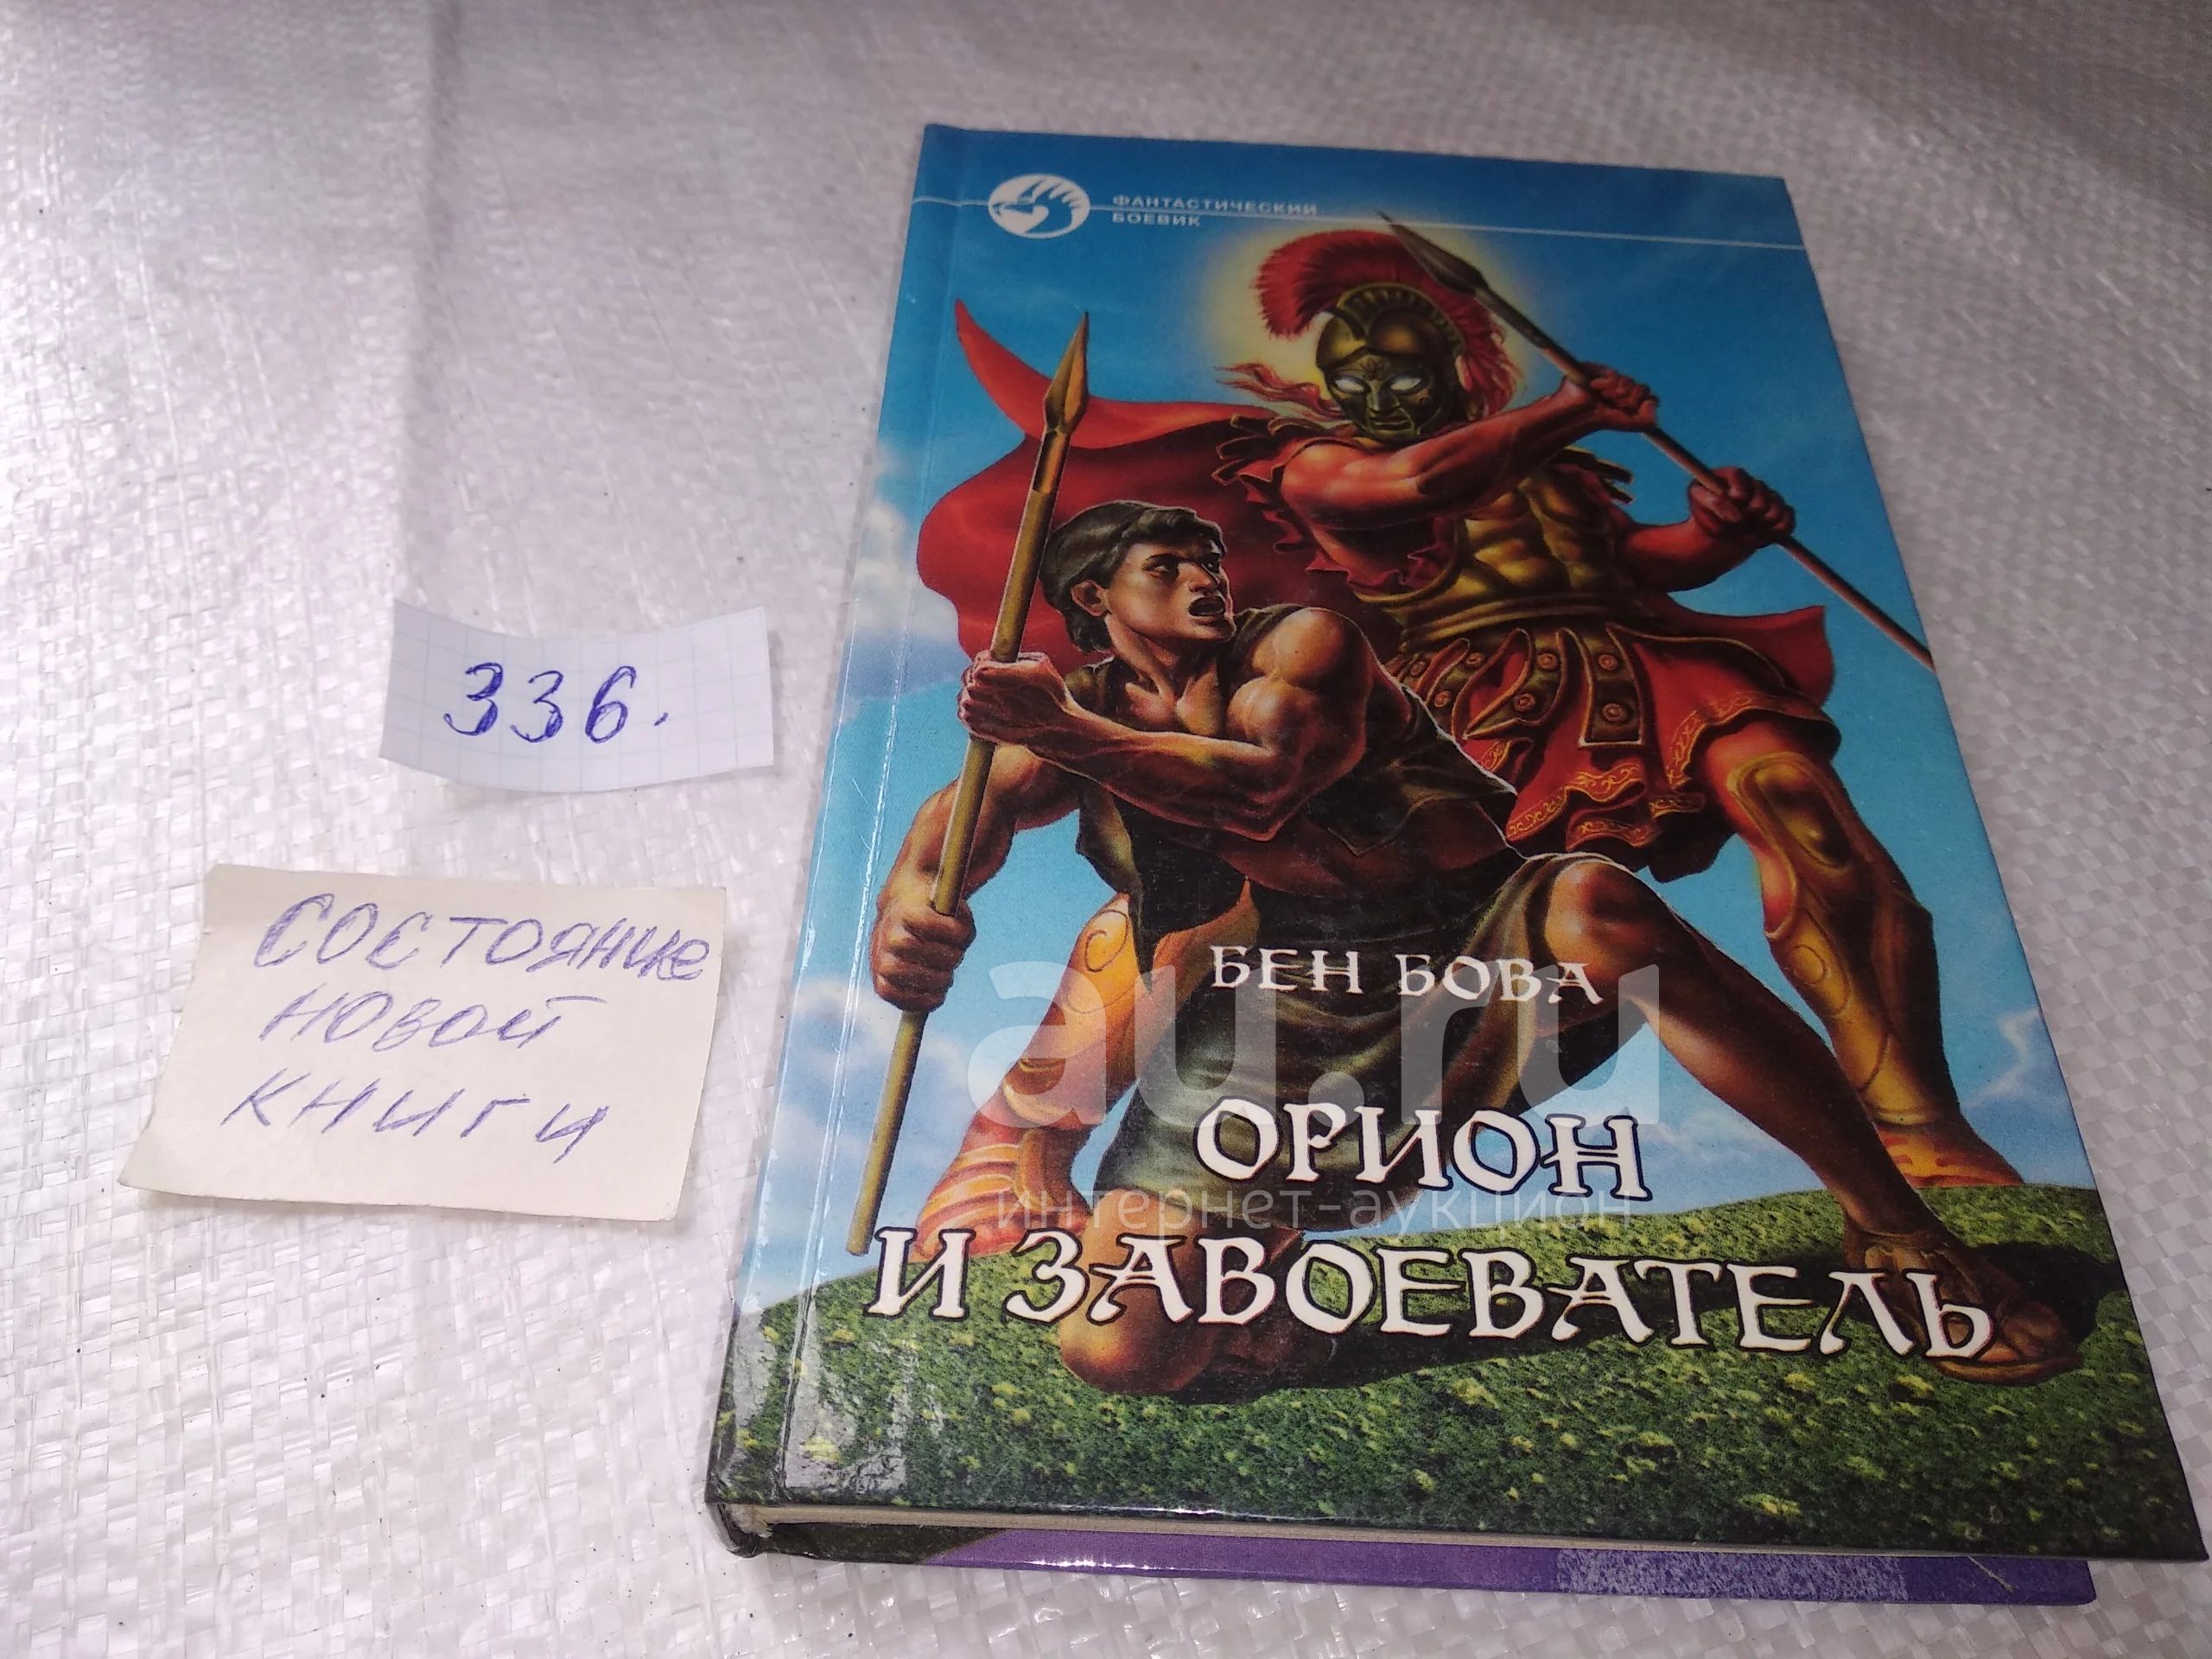 ФАНТАСТИЧЕСКИЙ
БОЕВИК
336.
СОСТОЯНИЕ
НОВОЙ
КНИГИ
БЕН БОВА
au.ru
ОРИОН
интернет-аукцион
И ЗАВОЕВАТЕЛЬ